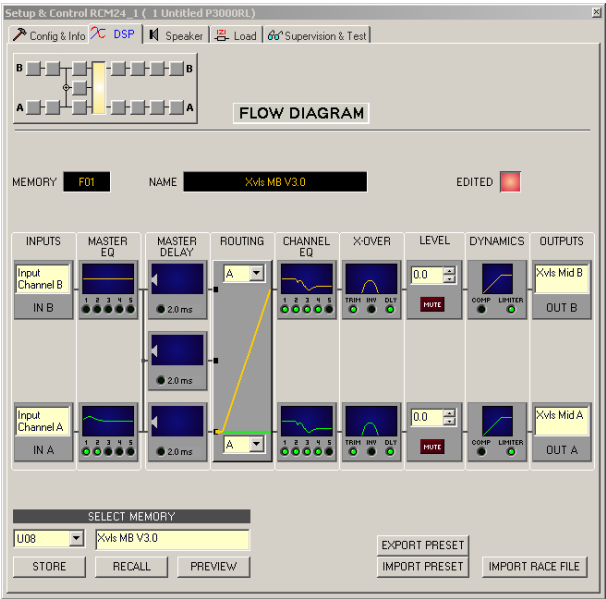 Setup & Control RCM24_1 ( 1 Untitled P3000RL)
Config & Info DSP Speaker Load Supervision & Test
B B
A A
FLOW DIAGRAM
MEMORY F01 NAME Xvls MB V3.0 EDITED
INPUTS MASTER EQ MASTER DELAY ROUTING CHANNEL EQ X-OVER LEVEL DYNAMICS OUTPUTS
Input Channel B A 0.0 Xvls Mid B
1 2 3 4 5 1 2 3 4 5 TRIM INV DLY MUTE COMP LIMITER
IN B 2.0 ms OUT B
2.0 ms
Input Channel A 0.0 Xvls Mid A
1 2 3 4 5 A 1 2 3 4 5 TRIM INV DLY MUTE COMP LIMITER
IN A 2.0 ms OUT A
SELECT MEMORY
U08 Xvls MB V3.0
EXPORT PRESET
STORE RECALL PREVIEW IMPORT PRESET IMPORT RACE FILE